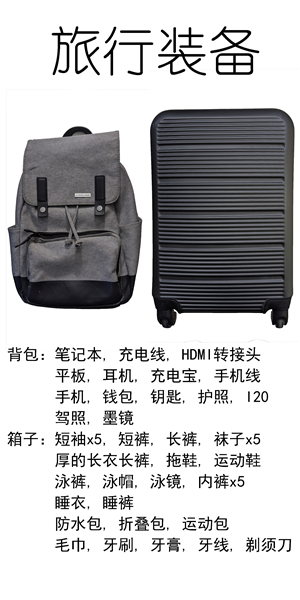 旅行装备
背包：笔记本, 充电线, HDMI转接头
平板, 耳机, 充电宝, 手机线
手机, 钱包, 钥匙, 护照, I20
驾照, 墨镜
箱子：短袖x5, 短裤, 长裤, 袜子x5
厚的长衣长裤, 拖鞋, 运动鞋
泳裤, 泳帽, 泳镜, 内裤x5
睡衣, 睡裤
防水包, 折叠包, 运动包
毛巾, 牙刷, 牙膏, 牙线, 剃须刀